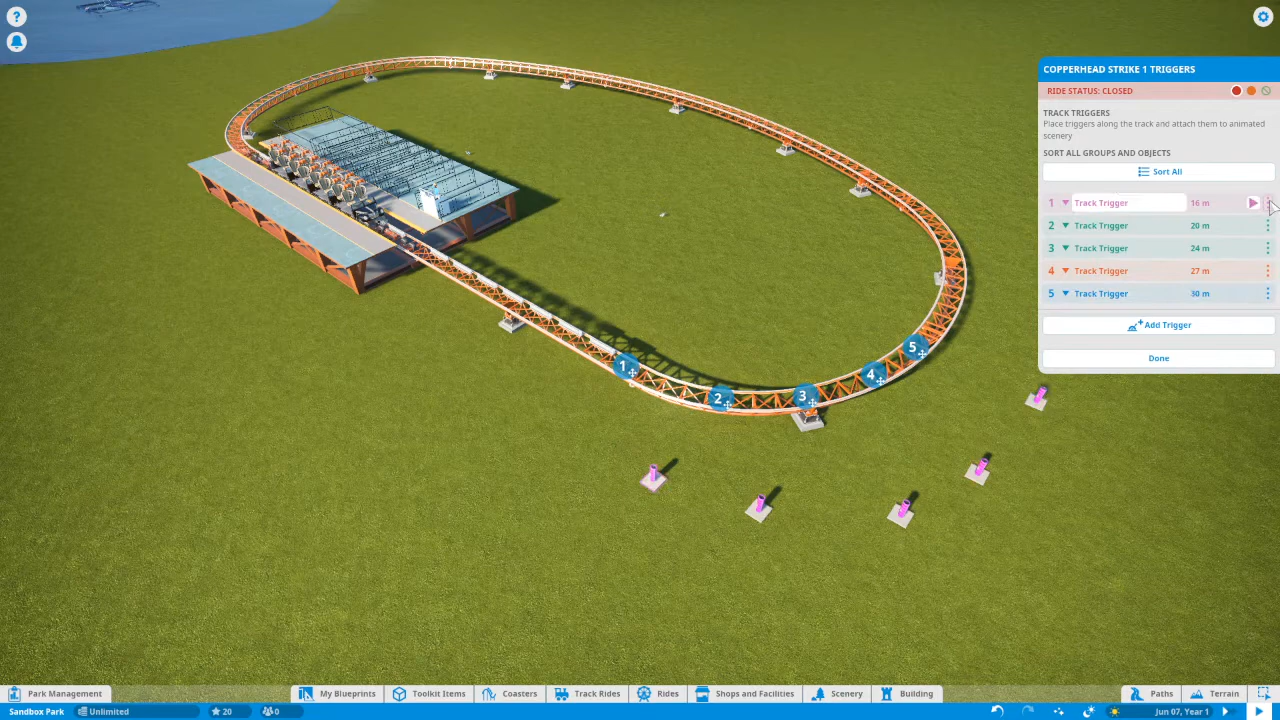 ?
COPPERHEAD STRIKE 1 TRIGGERS
RIDE STATUS: CLOSED
TRACK TRIGGERS
Place triggers along the track and attach them to animated
scenery
SORT ALL GROUPS AND OBJECTS
Sort All
1 Track Trigger 16 m
2 Track Trigger 20 m
3 Track Trigger 24 m
4 Track Trigger 27 m
5 Track Trigger 30 m
Add Trigger
Done
1
2
3
4
5
Park Management
My Blueprints
Toolkit Items
Coasters
Track Rides
Rides
Shops and Facilities
Scenery
Building
Paths
Terrain
Sandbox Park
Unlimited
20
0
Jun 07, Year 1